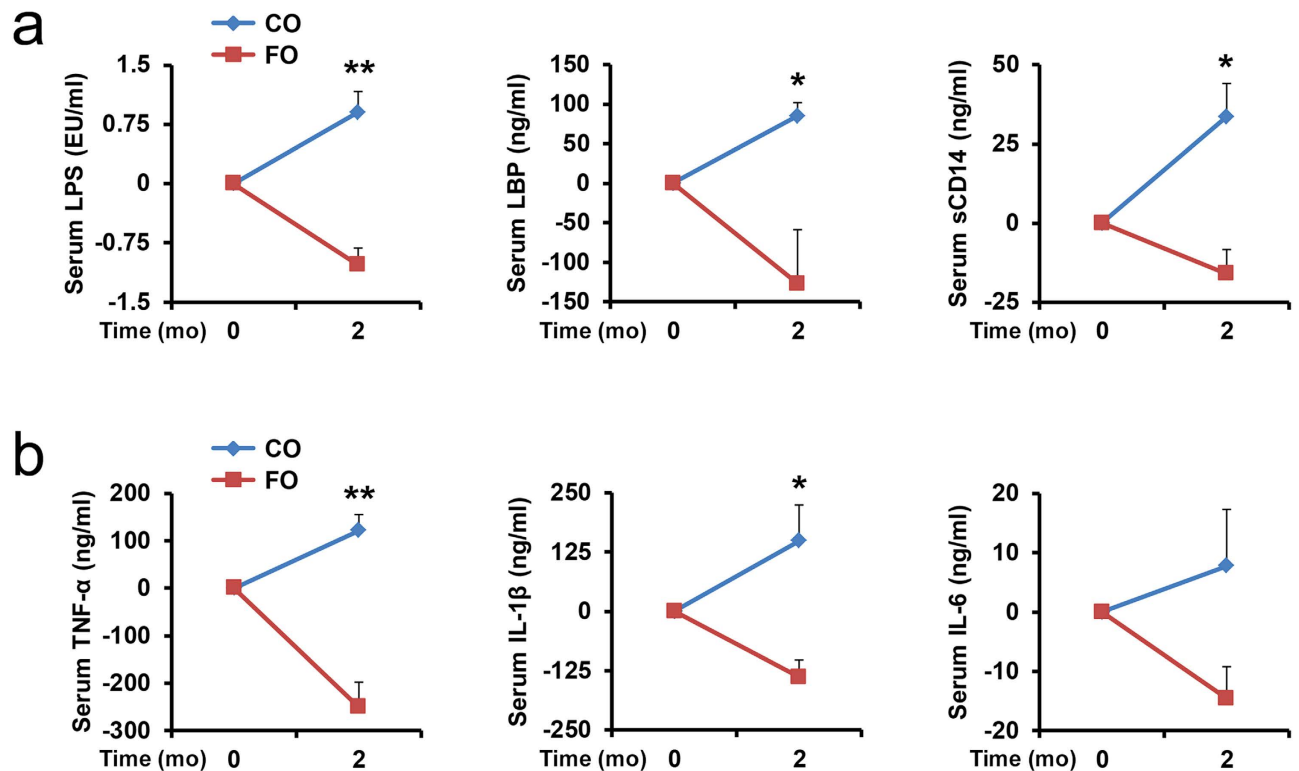 a
CO
FO
Serum LPS (EU/ml)
1.5
0.75
0
-0.75
-1.5
**
Time (mo) 0 2
Serum LBP (ng/ml)
150
100
50
0
-50
-100
-150
*
Time (mo) 0 2
Serum sCD14 (ng/ml)
50
25
0
-25
*
Time (mo) 0 2
b
CO
FO
Serum TNF-α (ng/ml)
200
100
0
-100
-200
-300
**
Time (mo) 0 2
Serum IL-1β (ng/ml)
250
125
0
-125
-250
*
Time (mo) 0 2
Serum IL-6 (ng/ml)
20
10
0
-10
-20
Time (mo) 0 2